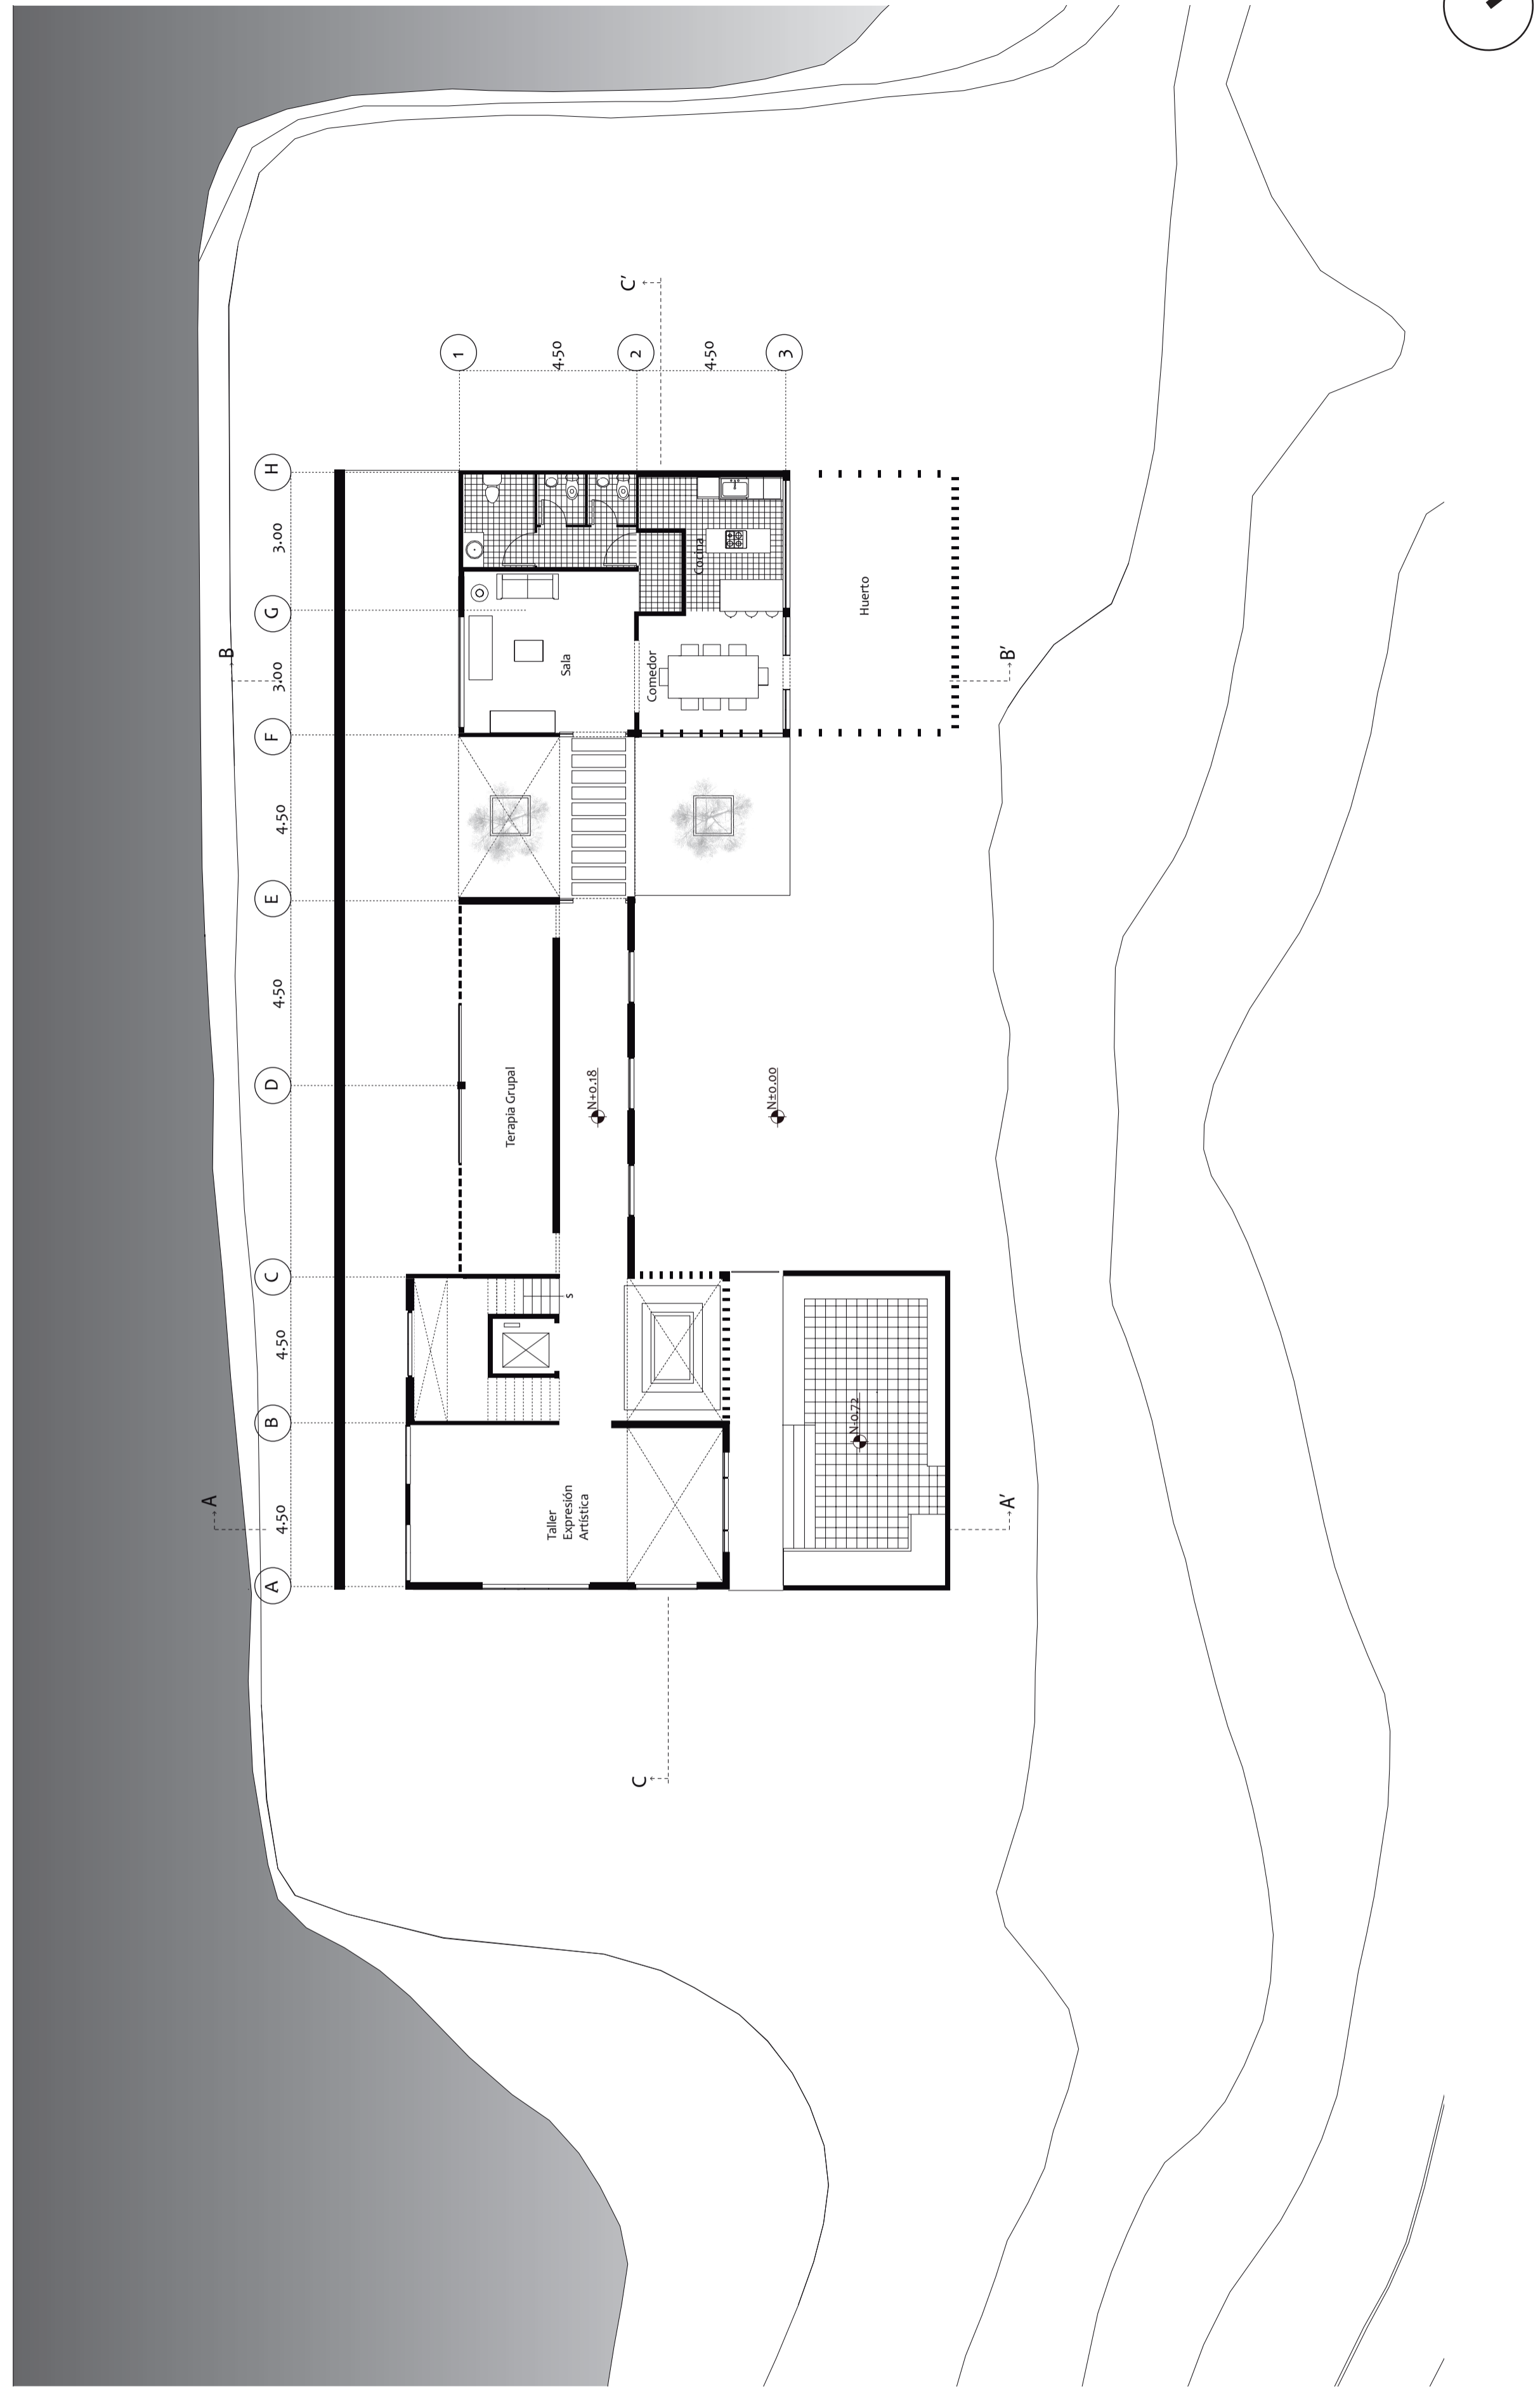 A
B
A
B
C
D
E
F
G
H
4.50
4.50
4.50
4.50
3.00
3.00
1
4.50
2
4.50
3
Terapia Grupal
Sala
Taller
Expresión
Artística
S
N+0.18
C
C'
Comedor
Cocina
N±0.00
N-0.72
Huerto
A'
B'